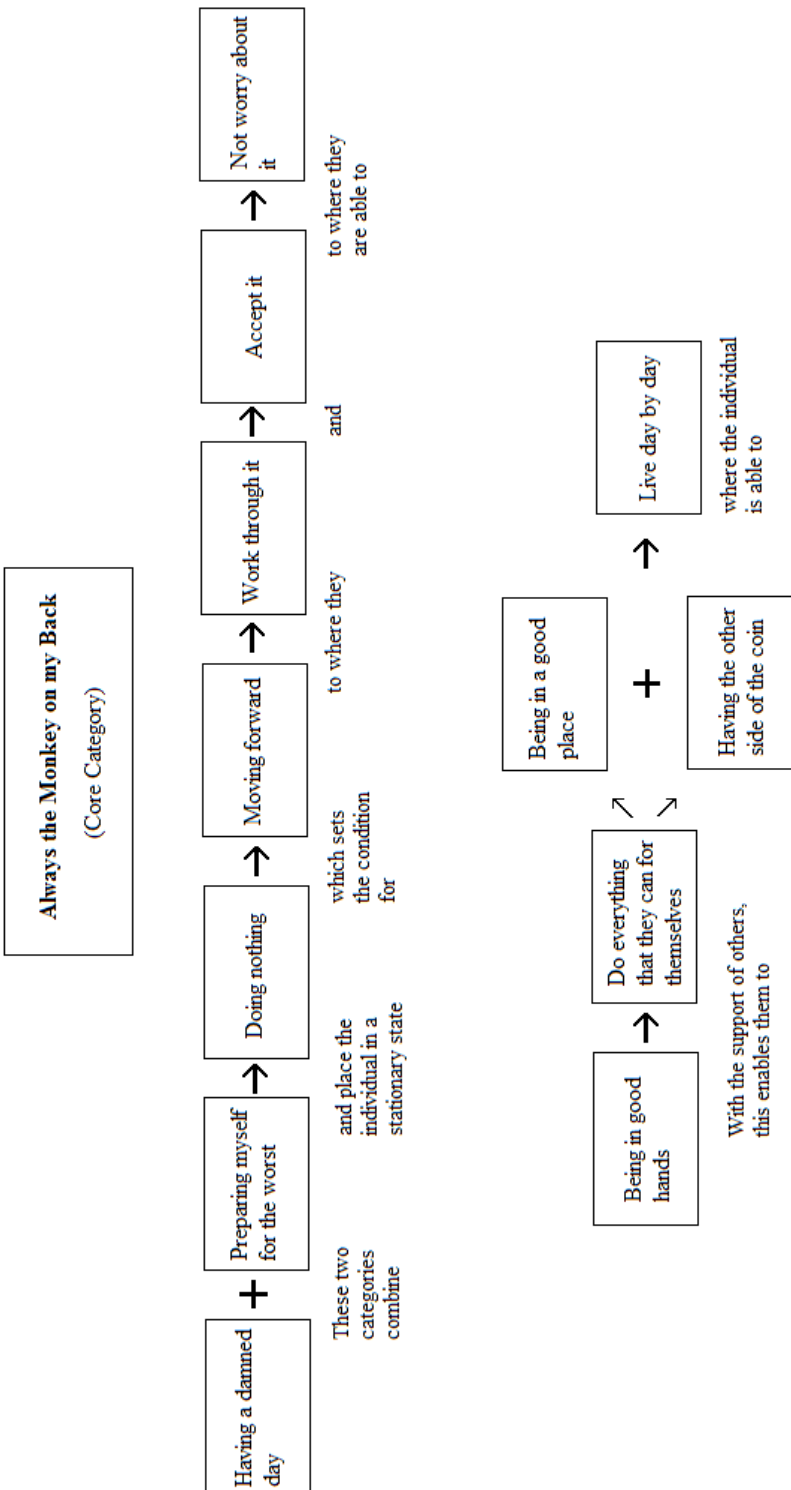 Always the Monkey on my Back
(Core Category)
Having a damned
day
+
Preparing myself
for the worst
Doing nothing
Moving forward
Work through it
Accept it
Not worry about
it
These two
categories
combine
and place the
individual in a
stationary state
which sets
the condition
for
to where they
and
to where they
are able to
Being in good
hands
Do everything
that they can for
themselves
Being in a good
place
+
Having the other
side of the coin
Live day by day
With the support of others,
this enables them to
where the individual
is able to